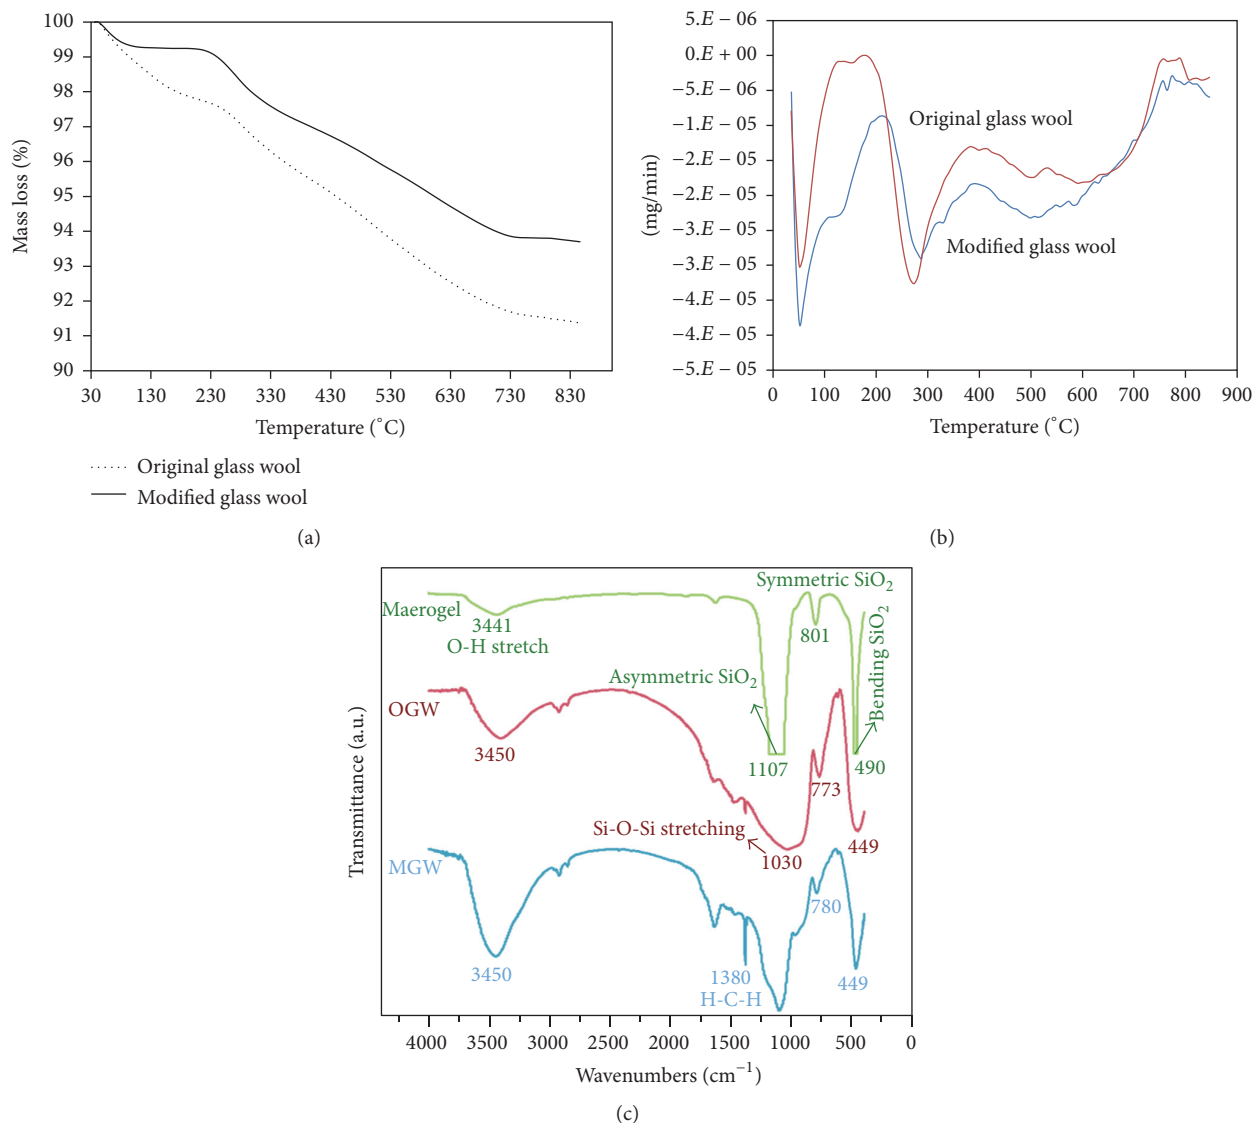 100
99
98
97
96
95
94
93
92
91
90
Mass loss (%)
30 130 230 330 430 530 630 730 830
Temperature (˚C)
Original glass wool
Modified glass wool
(a)
5.E − 06
0.E + 00
−5.E − 06
−1.E − 05
−2.E − 05
−2.E − 05
−3.E − 05
−3.E − 05
−4.E − 05
−4.E − 05
−5.E − 05
(mg/min)
Original glass wool
Modified glass wool
0 100 200 300 400 500 600 700 800 900
Temperature (˚C)
(b)
Symmetric SiO₂
Maerogel
3441
O-H stretch
801
Bending SiO₂
Asymmetric SiO₂
OGW
3450
1107
490
773
Si-O-Si stretching
1030
449
MGW
780
3450
1380
H-C-H
449
Transmittance (a.u.)
4000 3500 3000 2500 2000 1500 1000 500 0
Wavenumbers (cm⁻¹)
(c)